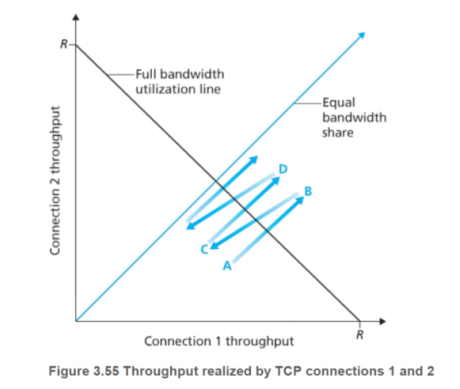 R
Full bandwidth
utilization line
Equal
bandwidth
share
Connection 2 throughput
D
B
C
A
R
Connection 1 throughput
Figure 3.55 Throughput realized by TCP connections 1 and 2